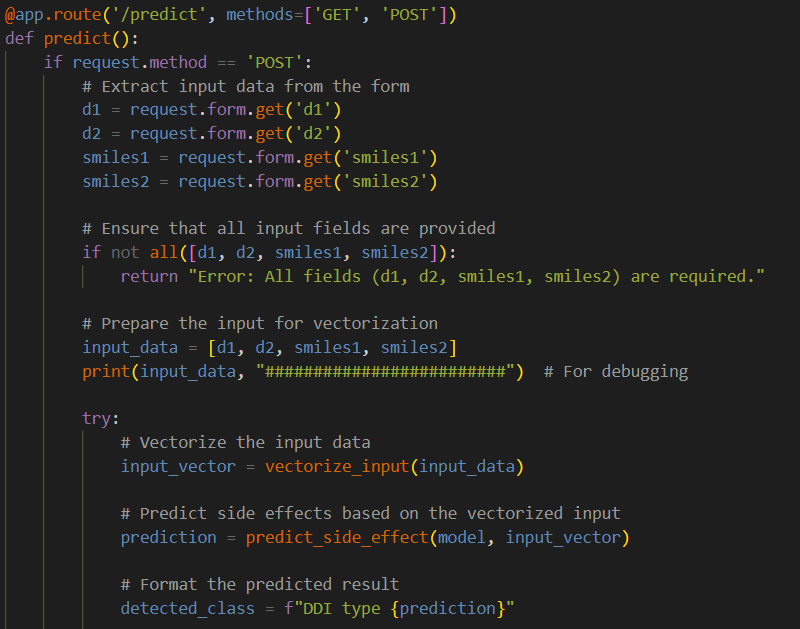 @app.route('/predict', methods=['GET', 'POST'])
def predict():
    if request.method == 'POST':
        # Extract input data from the form
        d1 = request.form.get('d1')
        d2 = request.form.get('d2')
        smiles1 = request.form.get('smiles1')
        smiles2 = request.form.get('smiles2')

        # Ensure that all input fields are provided
        if not all([d1, d2, smiles1, smiles2]):
            return "Error: All fields (d1, d2, smiles1, smiles2) are required."

        # Prepare the input for vectorization
        input_data = [d1, d2, smiles1, smiles2]
        print(input_data, "#########################")  # For debugging

        try:
            # Vectorize the input data
            input_vector = vectorize_input(input_data)

            # Predict side effects based on the vectorized input
            prediction = predict_side_effect(model, input_vector)

            # Format the predicted result
            detected_class = f"DDI type {prediction}"